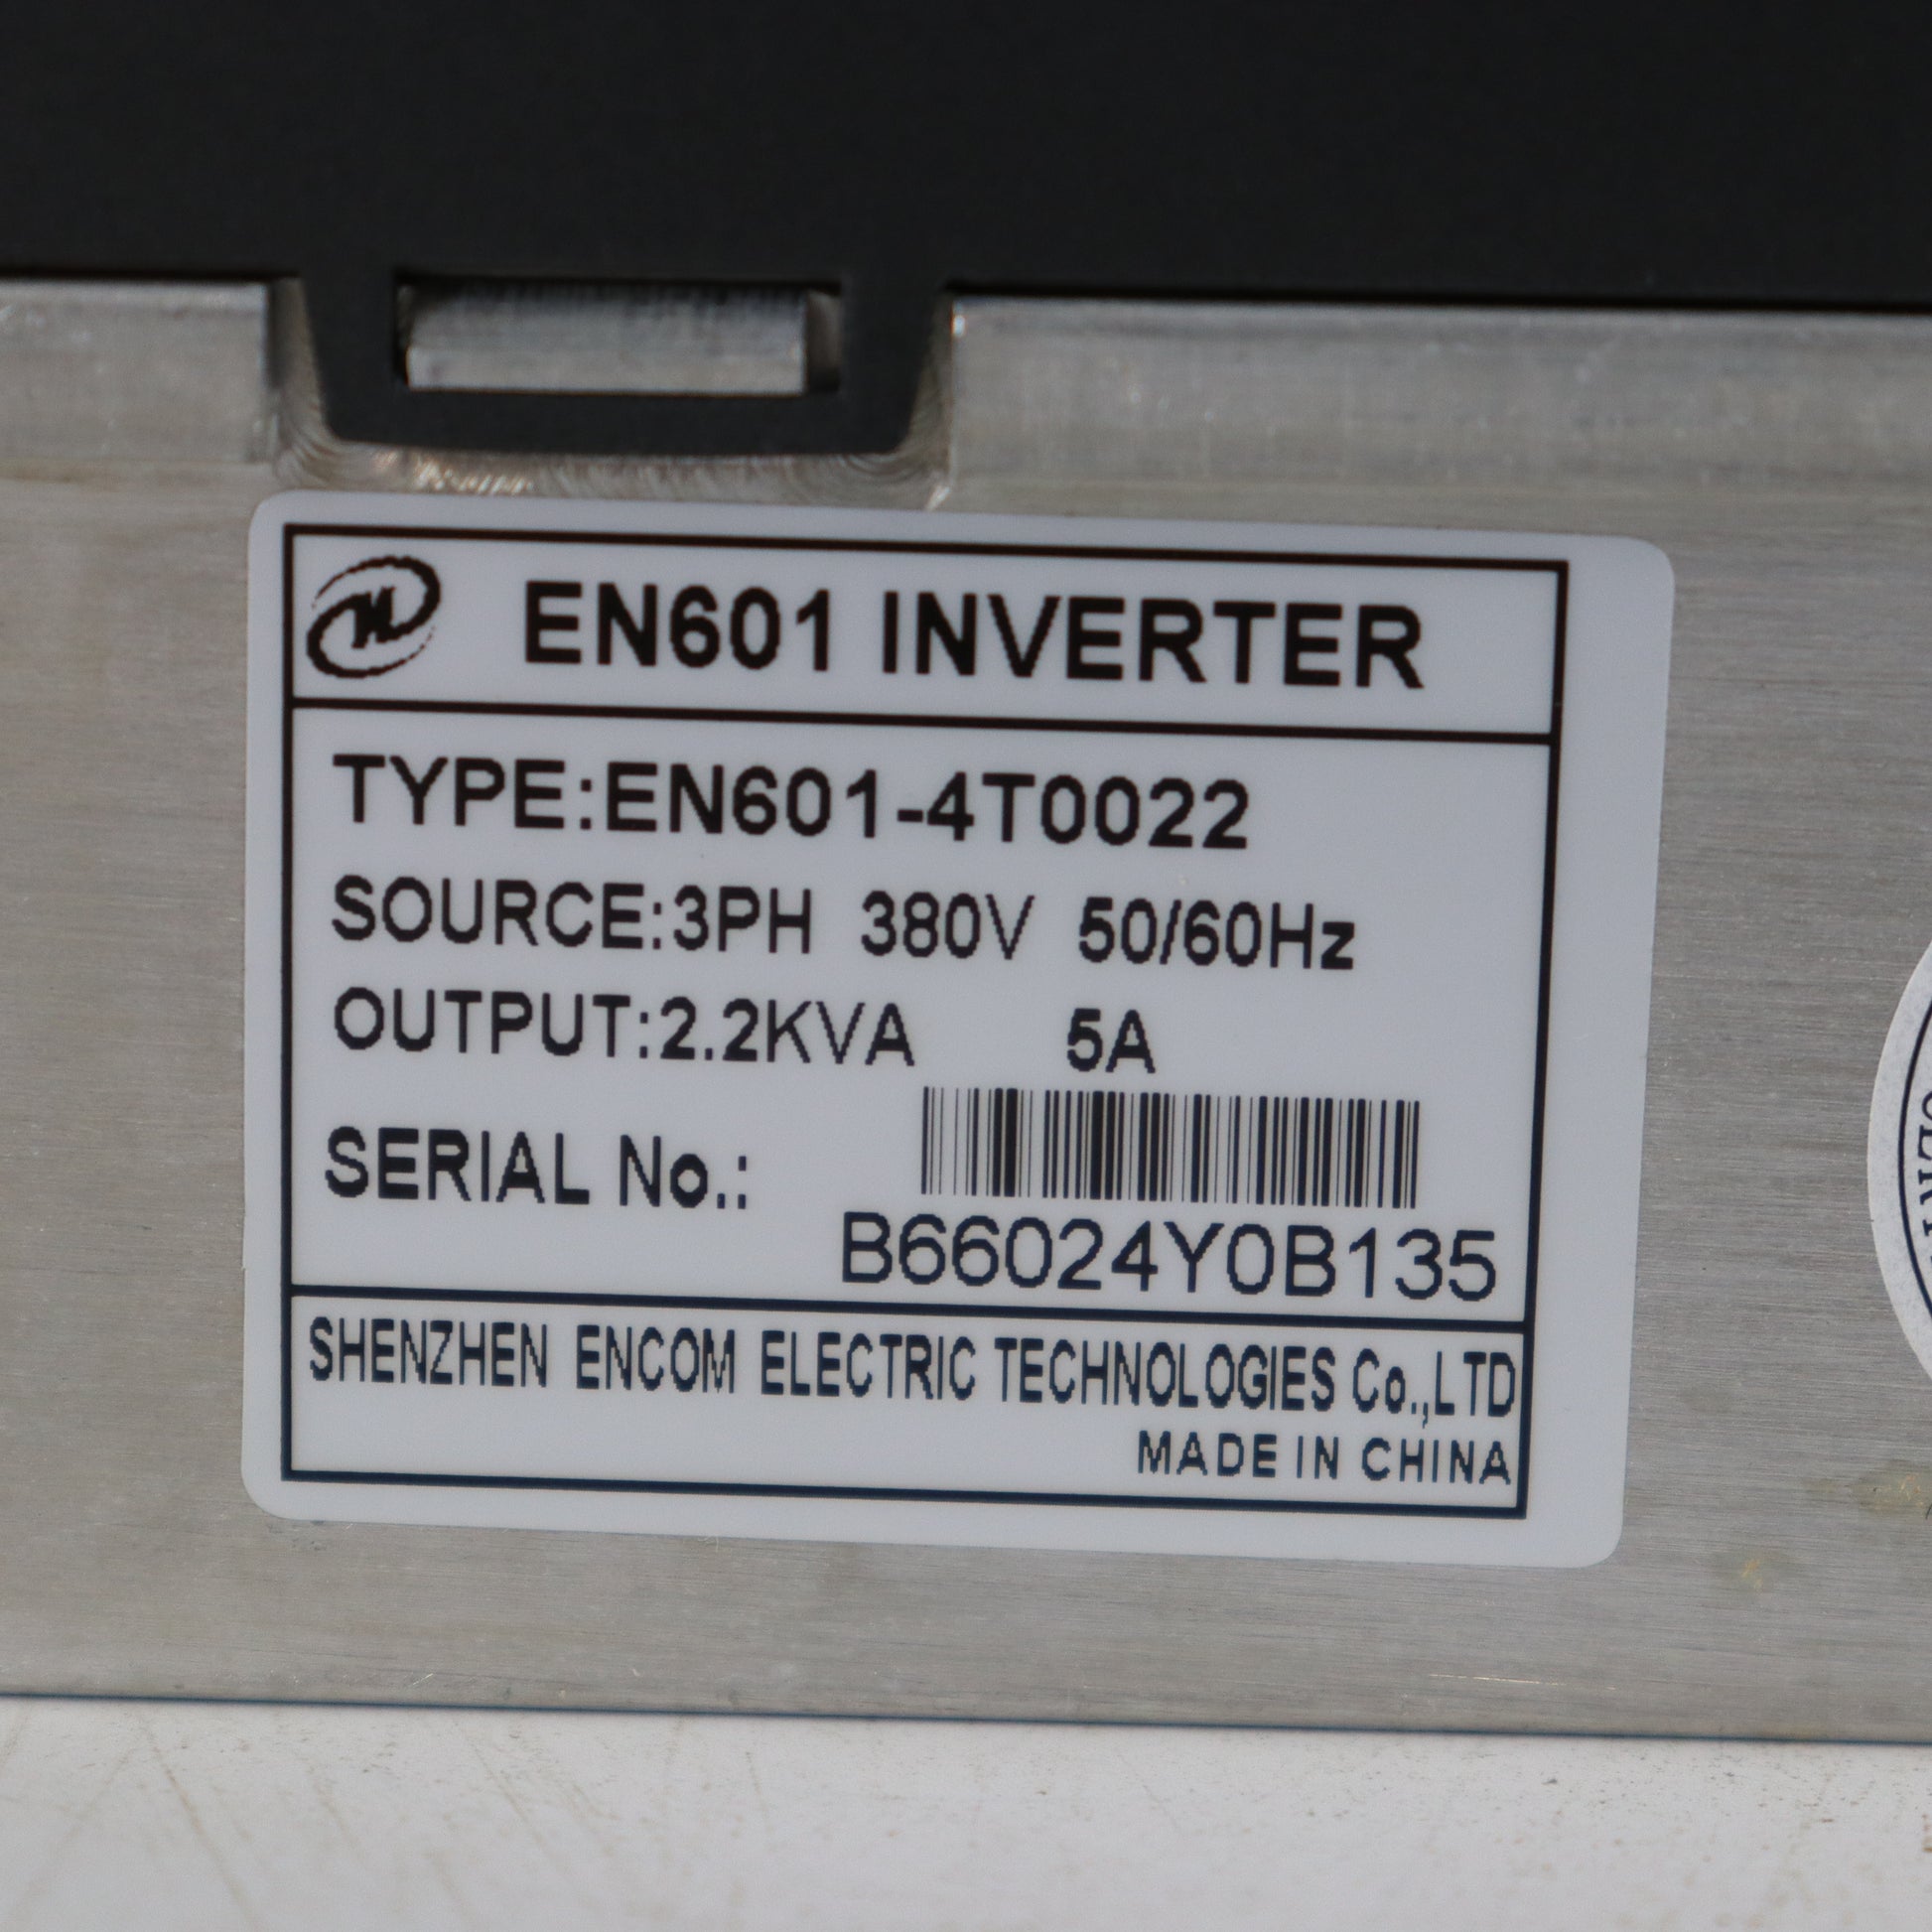 EN601 INVERTER
TYPE:EN601-4T0022
SOURCE:3PH 380V 50/60Hz
OUTPUT:2.2KVA 5A
SERIAL No.:
B66024Y0B135
SHENZHEN ENCOM ELECTRIC TECHNOLOGIES Co.,LTD
MADE IN CHINA